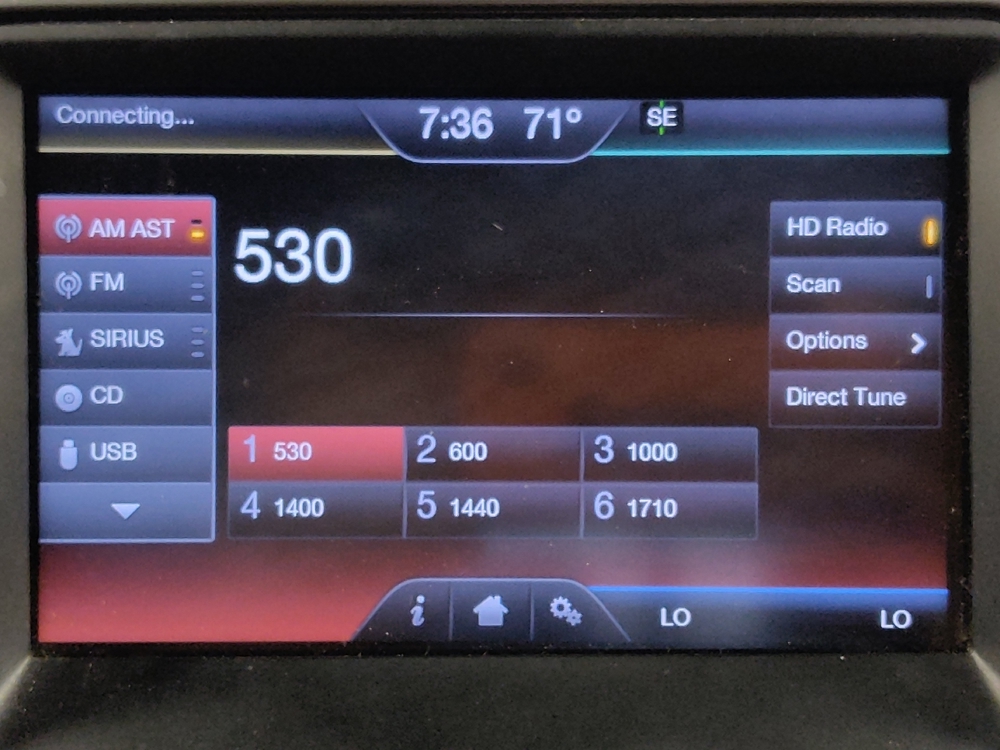 Connecting...
7:36 71º SE
AM AST
FM
SIRIUS
CD
USB
530
HD Radio
Scan
Options
Direct Tune
1 530 2 600 3 1000
4 1400 5 1440 6 1710
i LO LO